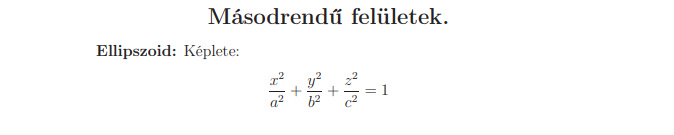 Másodrendű felületek.
Ellipszoid: Képlete:
x²/a² + y²/b² + z²/c² = 1